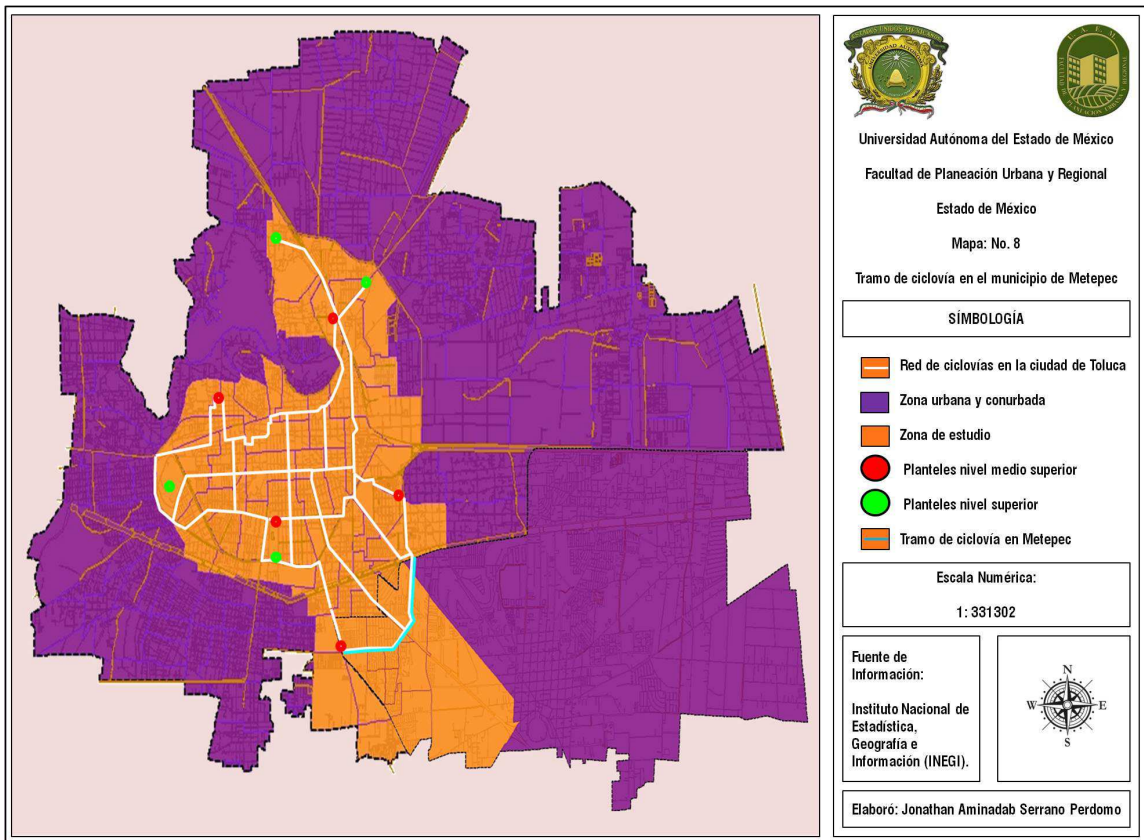 ESTADOS UNIDOS MEXICANOS
U. A. E. M.
Universidad Autónoma del Estado de México
Facultad de Planeación Urbana y Regional
Estado de México
Mapa: No. 8
Tramo de ciclovía en el municipio de Metepec
SÍMBOLOGÍA
Red de ciclovías en la ciudad de Toluca
Zona urbana y conurbada
Zona de estudio
Planteles nivel medio superior
Planteles nivel superior
Tramo de ciclovía en Metepec
Escala Numérica:
1: 331302
Fuente de
Información:
Instituto Nacional de
Estadística,
Geografía e
Información (INEGI).
N
W
E
S
Elaboró: Jonathan Aminadab Serrano Perdomo